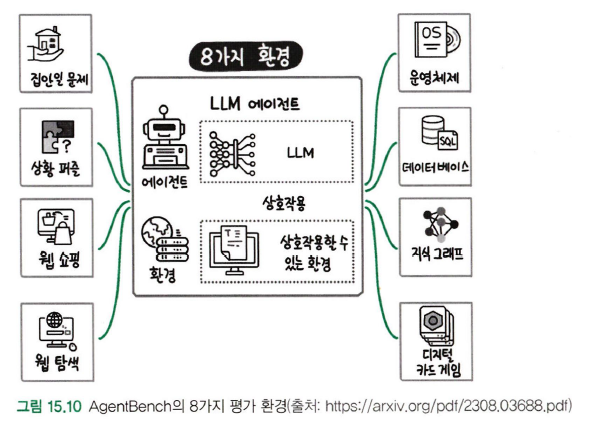 8가지 환경
집안일 문제
상황 퍼즐
?
웹 쇼핑
웹 탐색
LLM 에이전트
에이전트
LLM
상호작용
환경
상호작용할 수
있는 환경
OS
운영체제
SQL
데이터베이스
지식 그래프
디지털
카드 게임
그림 15.10 AgentBench의 8가지 평가 환경(출처: https://arxiv.org/pdf/2308.03688.pdf)